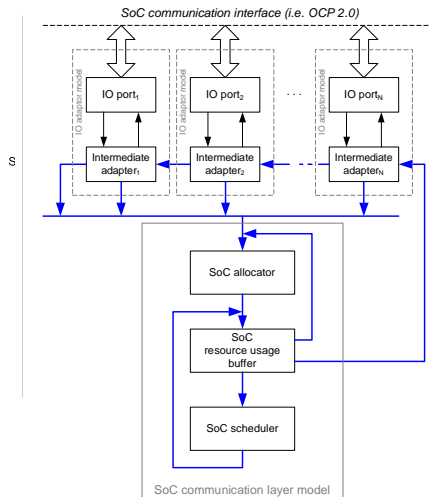 SoC communication interface (i.e. OCP 2.0)
IO adaptor model
IO port1
Intermediate
adapter1
IO adaptor model
IO port2
Intermediate
adapter2
. . .
IO adaptor model
IO portN
Intermediate
adapterN
S
SoC allocator
SoC
resource usage
buffer
SoC scheduler
SoC communication layer model